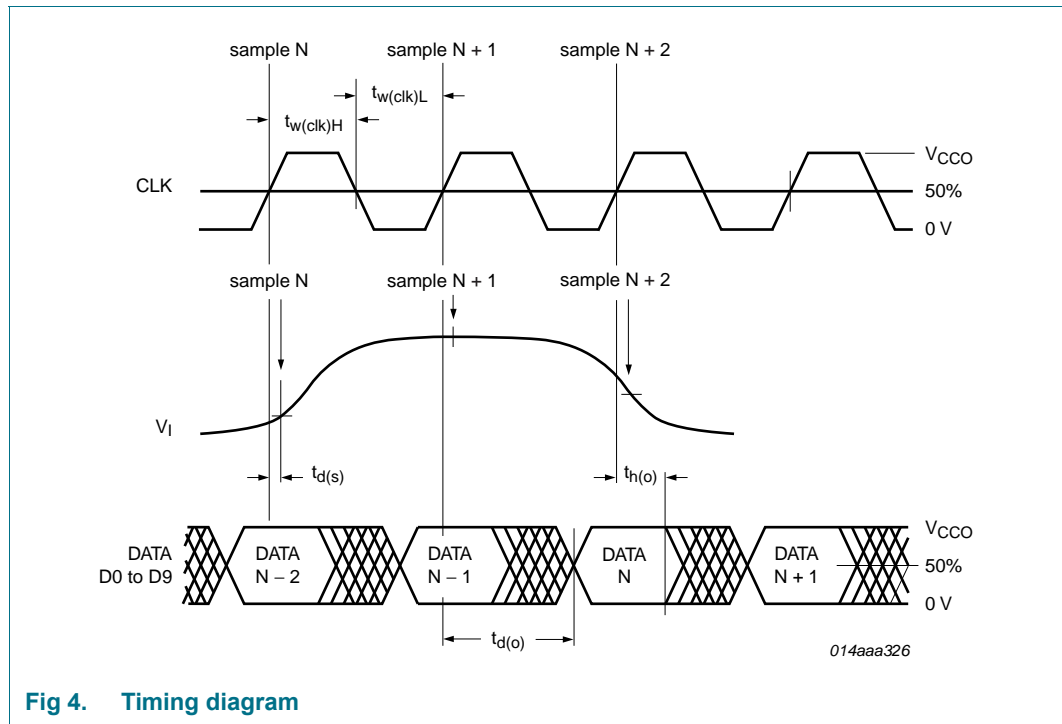 sample N sample N + 1 sample N + 2
tw(clk)L
tw(clk)H
VCCO
CLK 50%
0 V
sample N sample N + 1 sample N + 2
VI
td(s) th(o)
VCCO
DATA DATA DATA DATA DATA
D0 to D9 N − 2 N − 1 N N + 1 50%
0 V
td(o)
014aaa326
Fig 4. Timing diagram